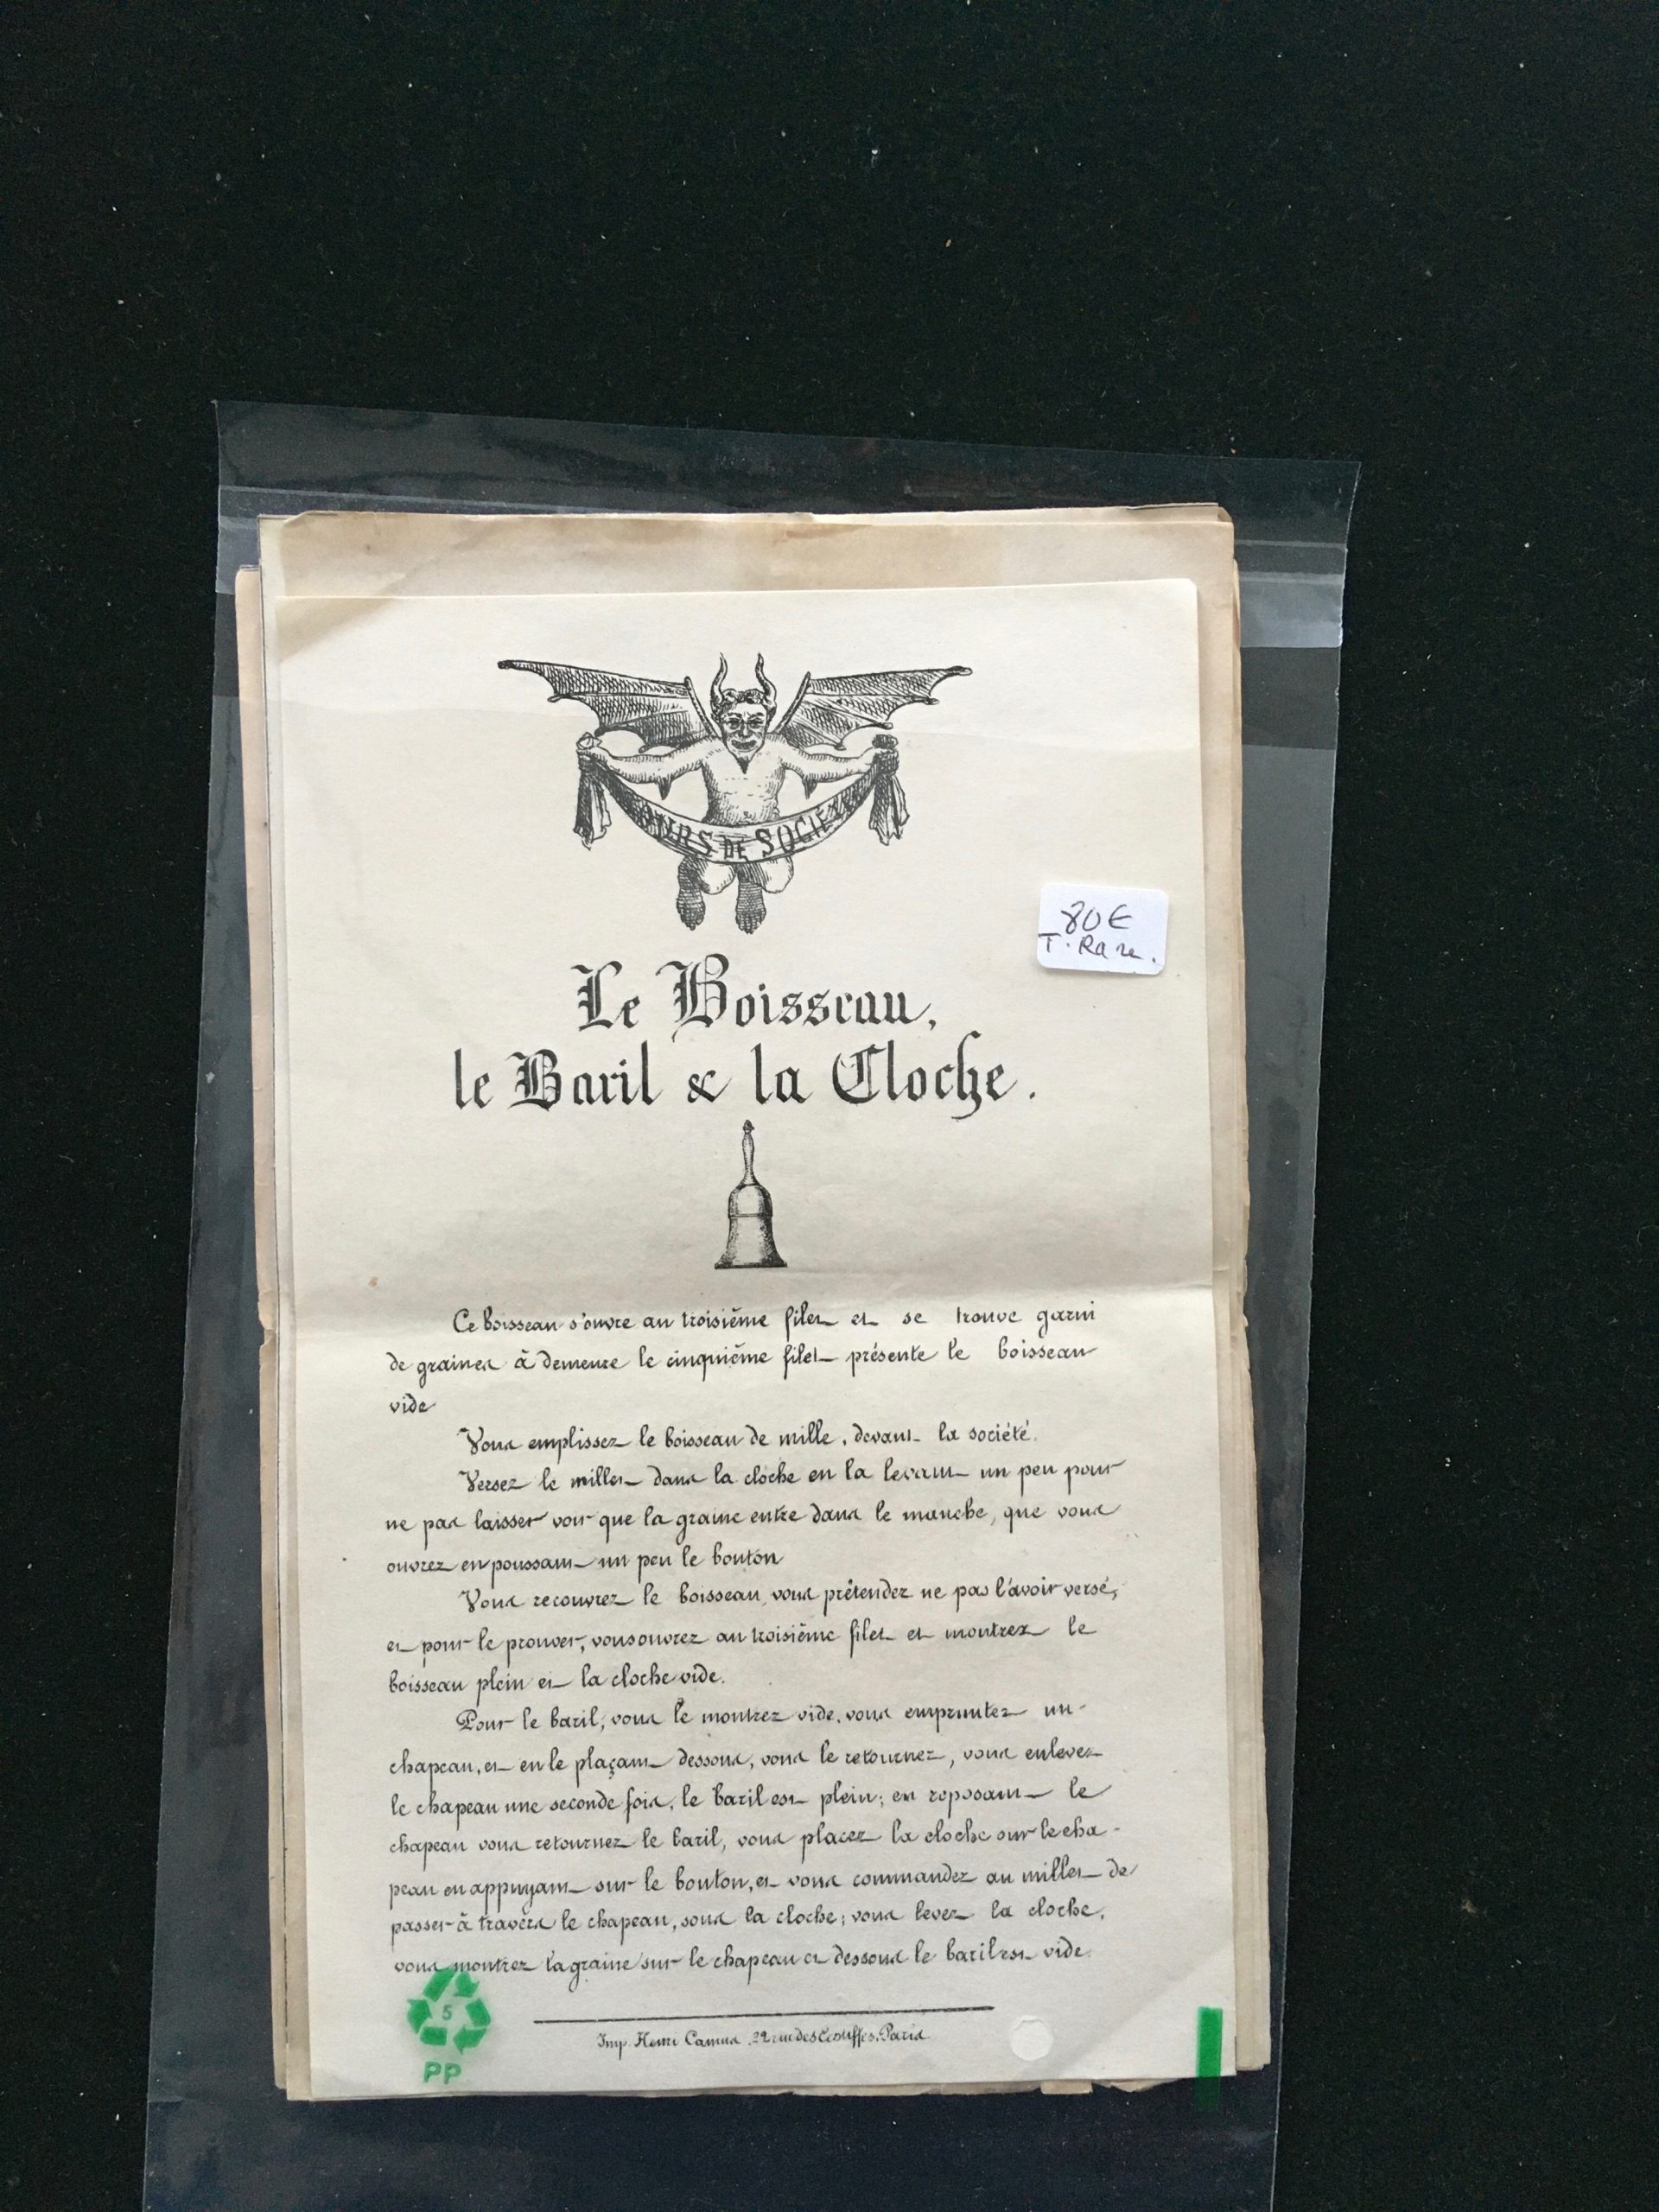 DE SOCIÉTÉ
80€
T. Rare.
Le Boisseau,
le Baril & la Cloche.
Ce boisseau s'ouvre au troisième filet et se trouve garni
de graines à demeure le cinquième filet présente le boisseau
vide
Vous emplissez le boisseau de mille, devant la société.
Versez le millet dans la cloche en la levant un peu pour
ne pas laisser voir que la graine entre dans le manche, que vous
ouvrez en poussant un peu le bouton
Vous recouvrez le boisseau, vous prétendez ne pas l'avoir versé,
et pour le prouver, vous ouvrez au troisième filet et montrez le
boisseau plein et la cloche vide.
Pour le baril, vous le montrez vide, vous empruntez un
chapeau, et en le plaçant dessous, vous le retournez, vous enlevez
le chapeau une seconde fois, le baril est plein; en reposant le
chapeau vous retournez le baril, vous placez la cloche sur le cha-
peau en appuyant sur le bouton, et vous commandez au millet de
passer à travers le chapeau, sous la cloche; vous levez la cloche,
vous montrez la graine sur le chapeau et dessous le baril est vide.
Imp. Henri Camus, 22 rue des Ecouffes, Paris
5
PP